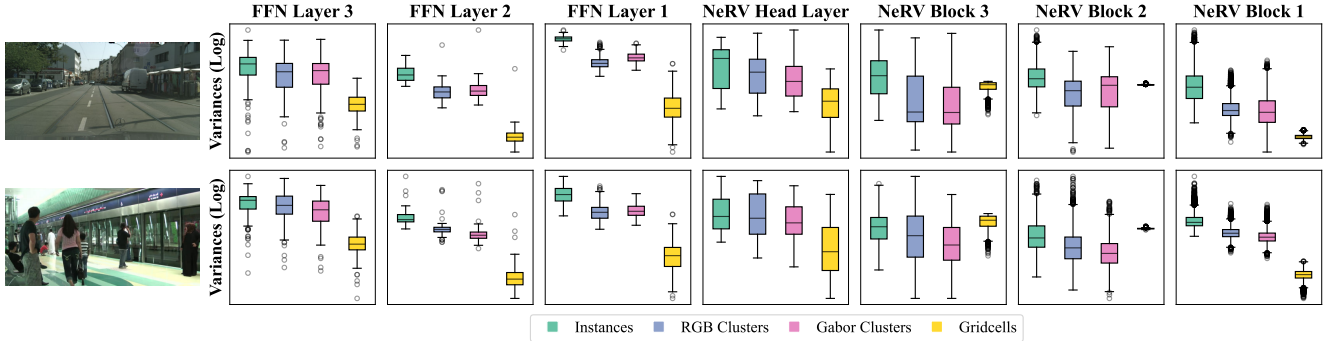 FFN Layer 3 FFN Layer 2 FFN Layer 1 NeRV Head Layer NeRV Block 3 NeRV Block 2 NeRV Block 1
Variances (Log)
Variances (Log)
Instances RGB Clusters Gabor Clusters Gridcells